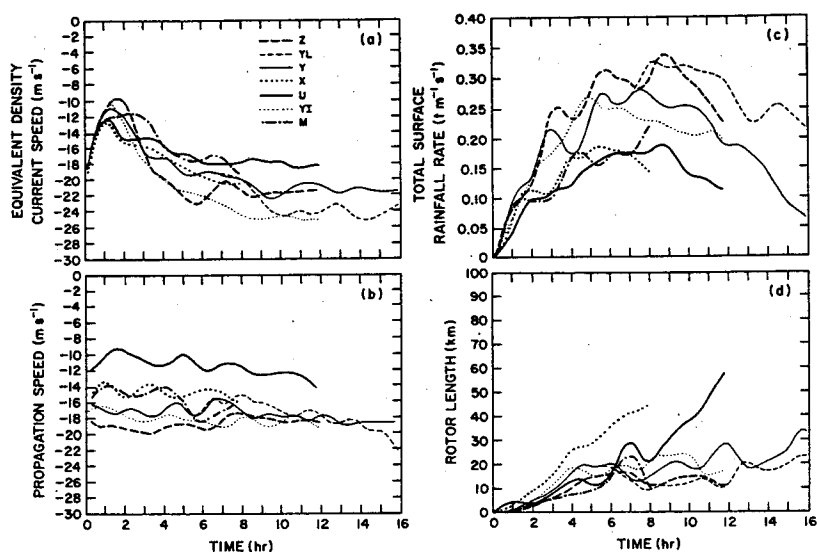 (a)
EQUIVALENT DENSITY
CURRENT SPEED (m s⁻¹)
0
-2
-4
-6
-8
-10
-12
-14
-16
-18
-20
-22
-24
-26
-28
-30
Z
YL
Y
X
U
YI
M
(b)
PROPAGATION SPEED (m s⁻¹)
0
-2
-4
-6
-8
-10
-12
-14
-16
-18
-20
-22
-24
-26
-28
-30
0 2 4 6 8 10 12 14 16
TIME (hr)
(c)
TOTAL SURFACE
RAINFALL RATE (t m⁻¹ s⁻¹)
0.40
0.35
0.30
0.25
0.20
0.15
0.10
0.05
0
(d)
ROTOR LENGTH (km)
100
90
80
70
60
50
40
30
20
10
0
0 2 4 6 8 10 12 14 16
TIME (hr)